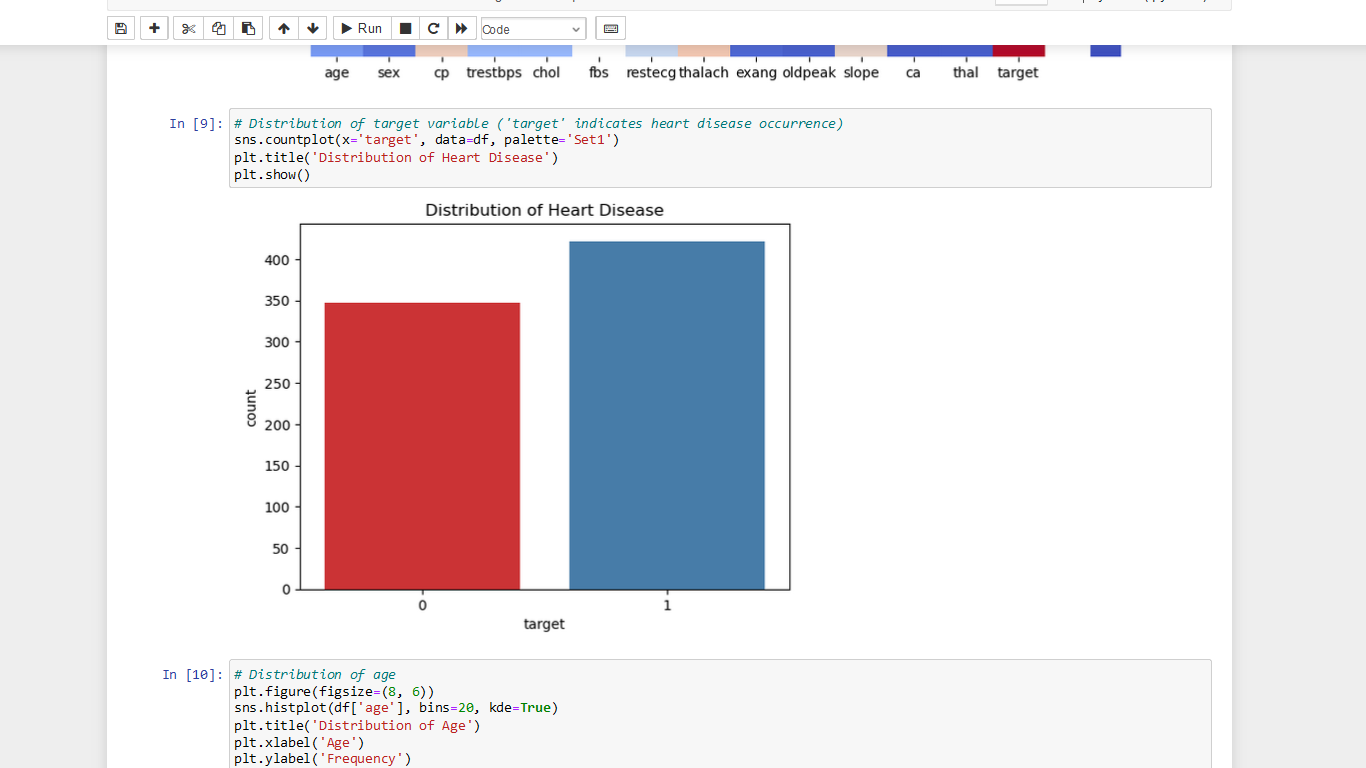 Run
Code
age sex cp trestbps chol fbs restecg thalach exang oldpeak slope ca thal target
In [9]:
# Distribution of target variable ('target' indicates heart disease occurrence)
sns.countplot(x='target', data=df, palette='Set1')
plt.title('Distribution of Heart Disease')
plt.show()
Distribution of Heart Disease
400
350
300
250
200
150
100
50
0
count
0 1
target
In [10]:
# Distribution of age
plt.figure(figsize=(8, 6))
sns.histplot(df['age'], bins=20, kde=True)
plt.title('Distribution of Age')
plt.xlabel('Age')
plt.ylabel('Frequency')